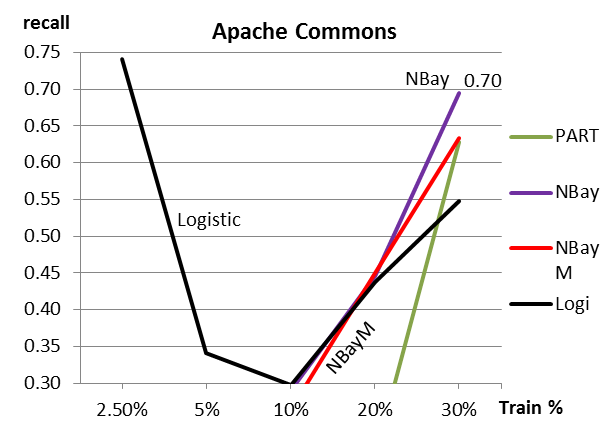 recall
Apache Commons
0.75
0.70
0.65
0.60
0.55
0.50
0.45
0.40
0.35
0.30
NBay 0.70
Logistic
NBayM
PART
NBay
NBay
M
Logi
2.50% 5% 10% 20% 30% Train %